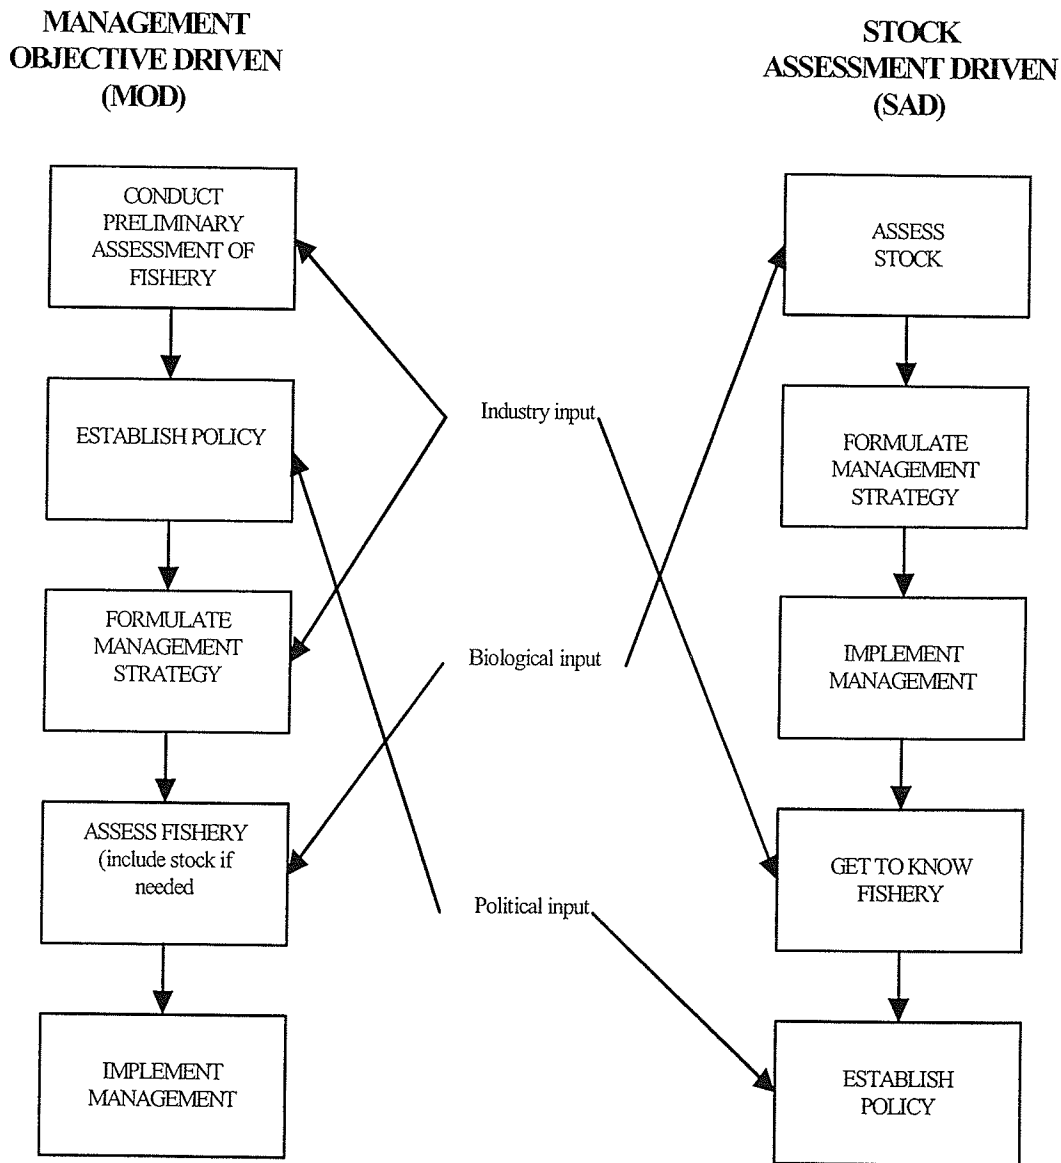 MANAGEMENT
OBJECTIVE DRIVEN
(MOD)
CONDUCT
PRELIMINARY
ASSESSMENT OF
FISHERY
ESTABLISH POLICY
FORMULATE
MANAGEMENT
STRATEGY
ASSESS FISHERY
(include stock if
needed
IMPLEMENT
MANAGEMENT
Industry input
Biological input
Political input
STOCK
ASSESSMENT DRIVEN
(SAD)
ASSESS
STOCK
FORMULATE
MANAGEMENT
STRATEGY
IMPLEMENT
MANAGEMENT
GET TO KNOW
FISHERY
ESTABLISH
POLICY